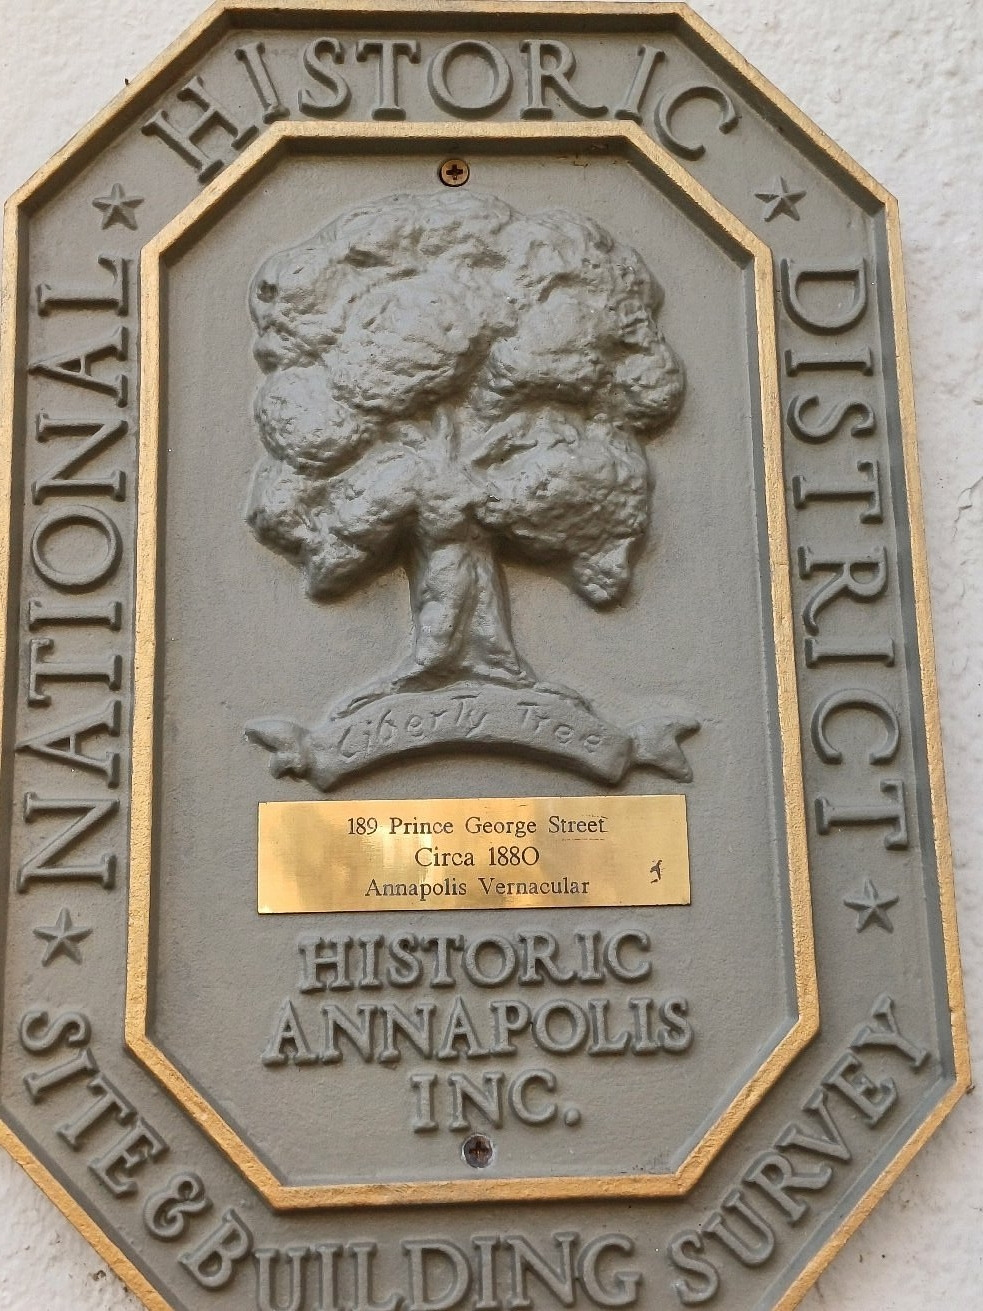 NATIONAL
HISTORIC
DISTRICT
SITE & BUILDING SURVEY
Liberty Tree
189 Prince George Street
Circa 1880
Annapolis Vernacular
HISTORIC
ANNAPOLIS
INC.